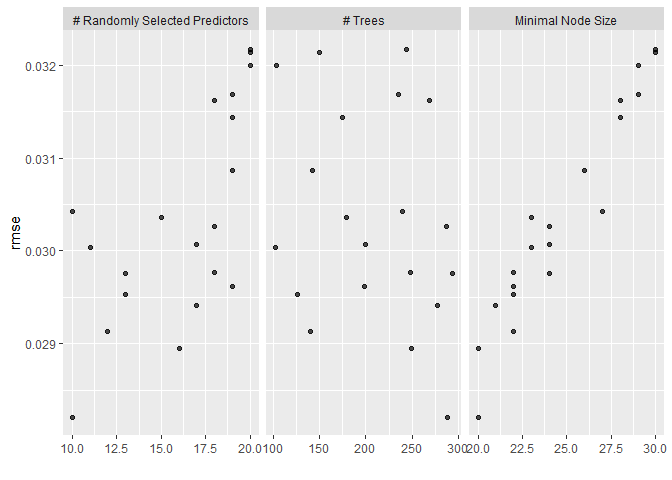 # Randomly Selected Predictors
# Trees
Minimal Node Size
rmse
0.032
0.031
0.030
0.029
10.0 12.5 15.0 17.5 20.0
100 150 200 250 300
20.0 22.5 25.0 27.5 30.0